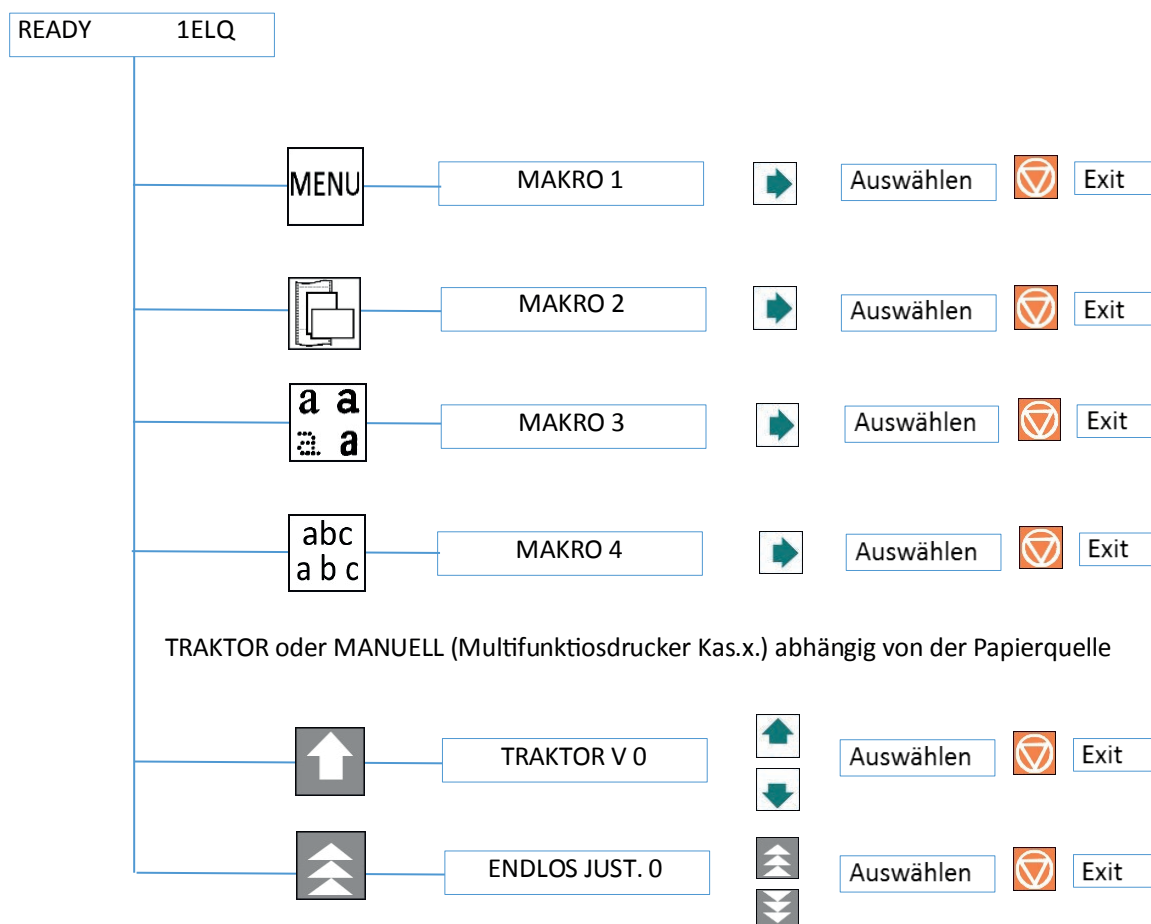 READY 1ELQ
MENU MAKRO 1 Auswählen Exit
MAKRO 2 Auswählen Exit
a a
a a
MAKRO 3 Auswählen Exit
abc
a b c
MAKRO 4 Auswählen Exit
TRAKTOR oder MANUELL (Multifunktiosdrucker Kas.x.) abhängig von der Papierquelle
TRAKTOR V 0 Auswählen Exit
ENDLOS JUST. 0 Auswählen Exit